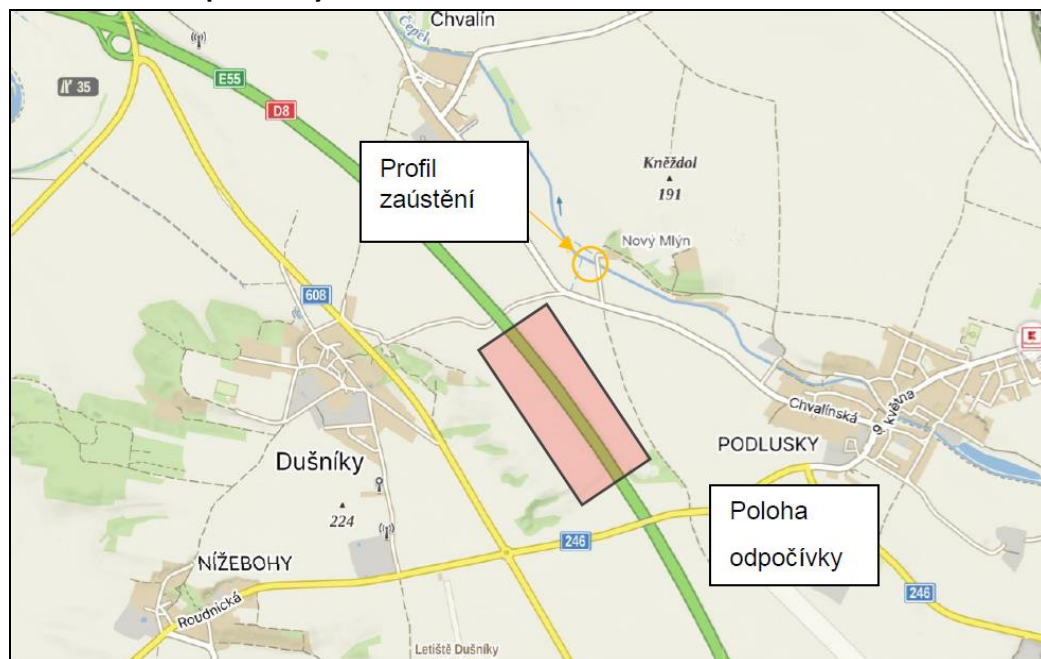 Chvalín
Čepel
E55
35
D8
Profil
zaústění
Kněždol
191
Nový Mlýn
608
Dušníky
224
NÍŽEBOHY
Roudnická
246
Letiště Dušníky
Chvalínská
9. května
PODLUSKY
Poloha
odpočívky
246